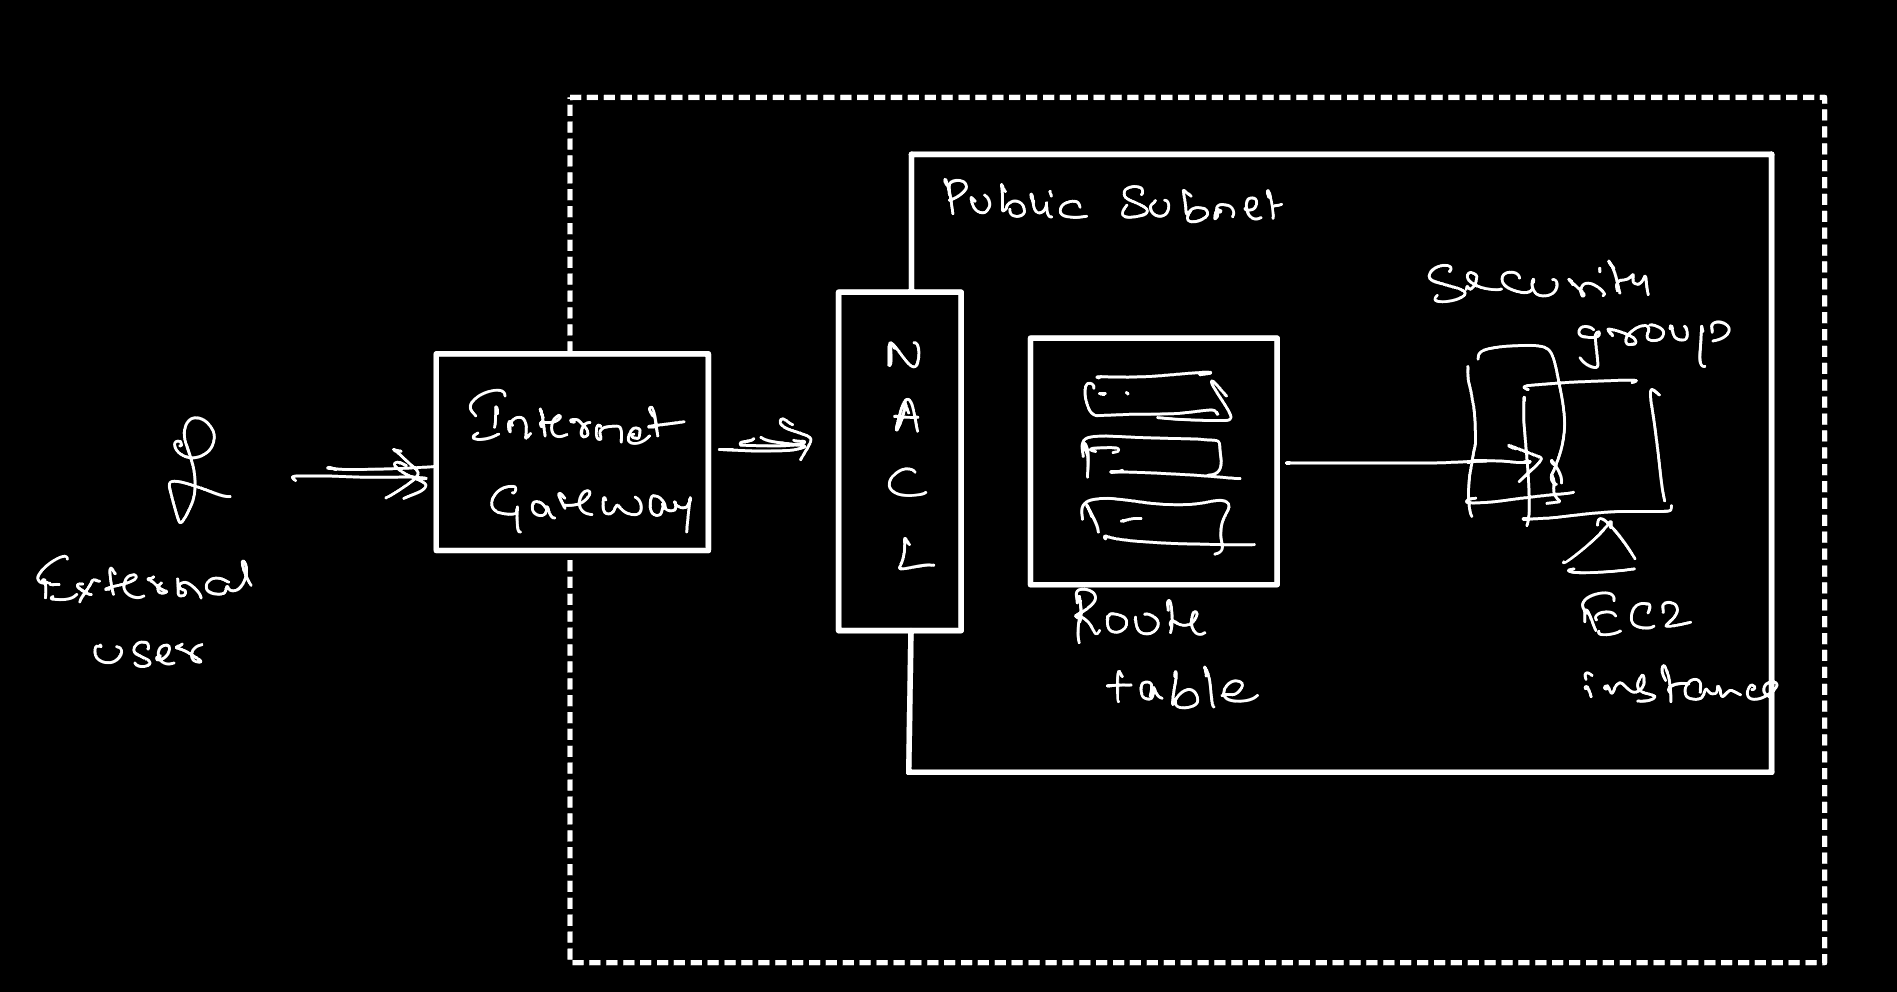 Public Subnet
Security
group
Internet
Gateway
N
A
C
L
External
user
Route
table
EC2
instance